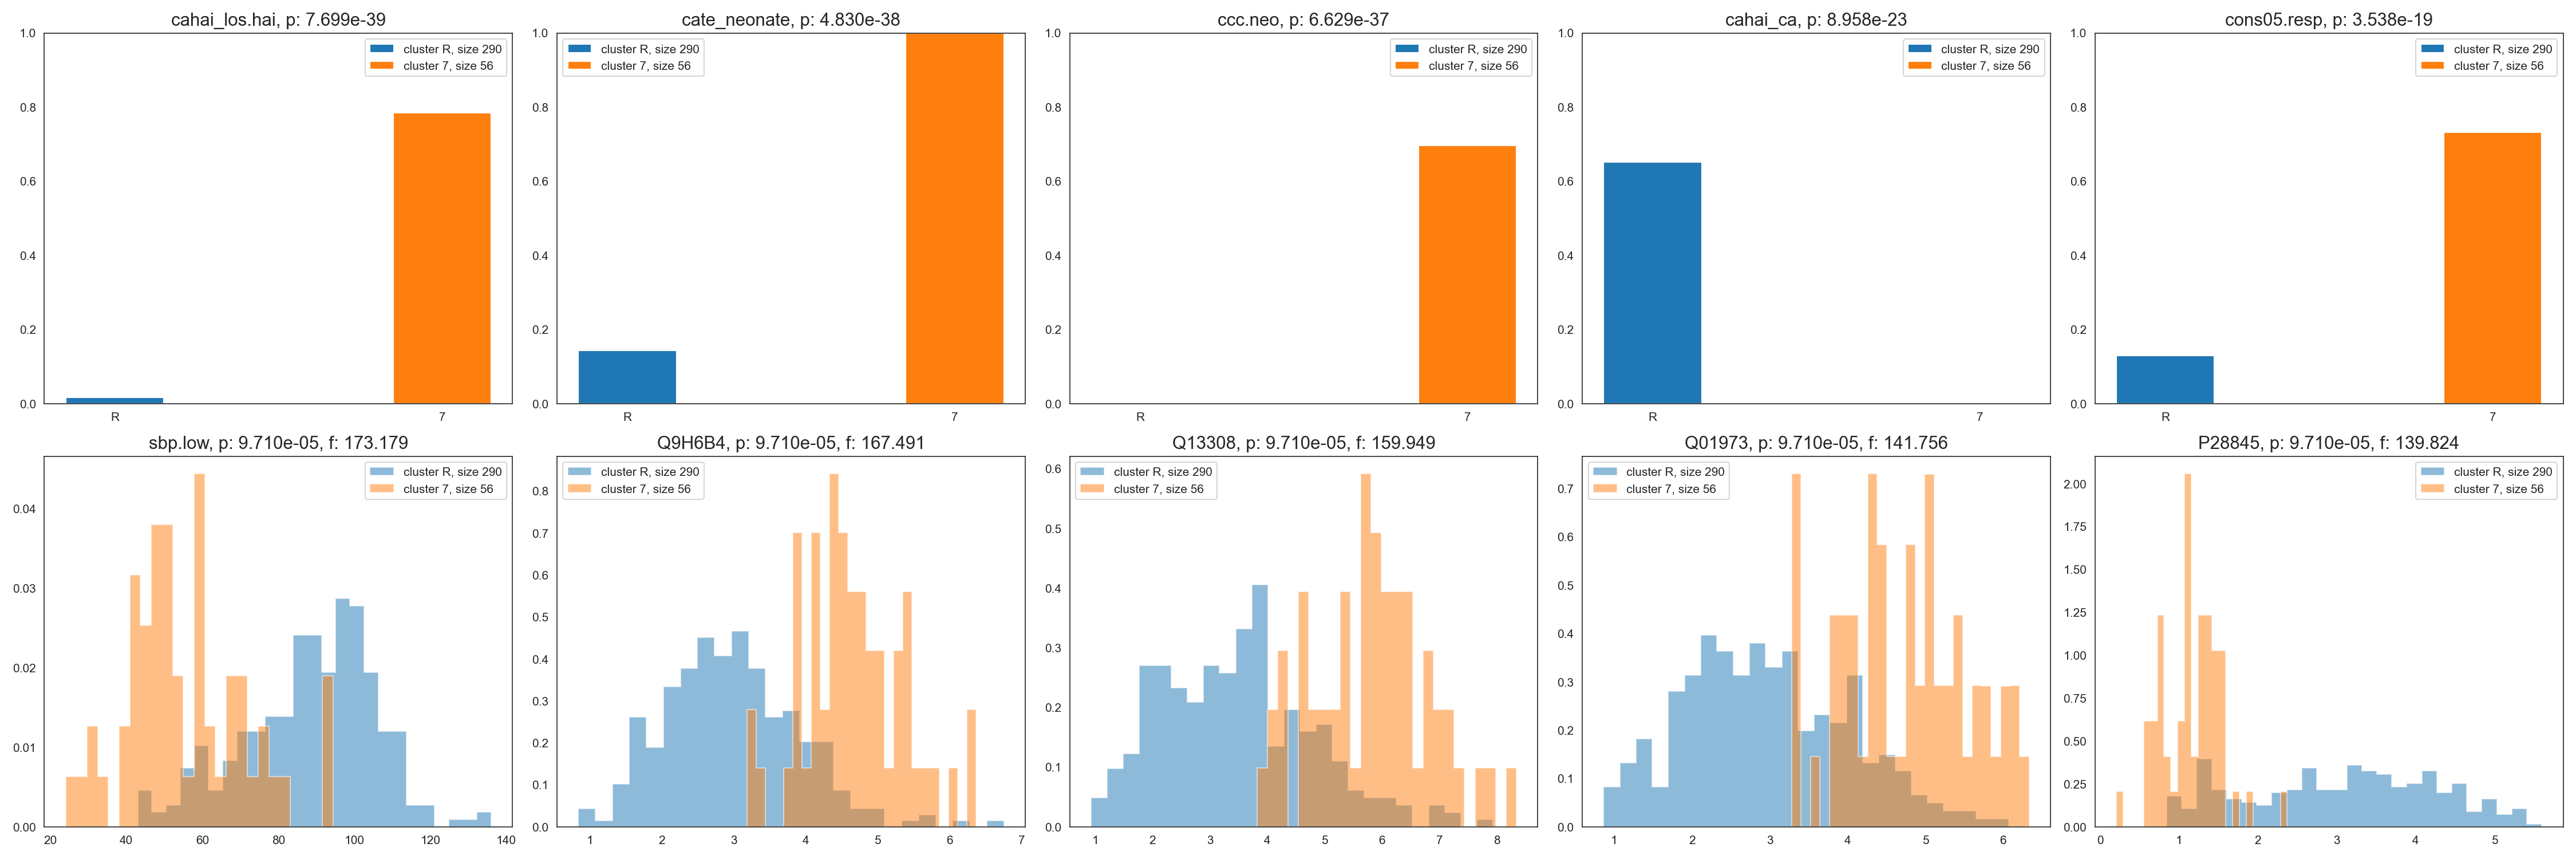 cahai_los.hai, p: 7.699e-39
1.0
0.8
0.6
0.4
0.2
0.0
cluster R, size 290
cluster 7, size 56
R 7
cate_neonate, p: 4.830e-38
1.0
0.8
0.6
0.4
0.2
0.0
cluster R, size 290
cluster 7, size 56
R 7
ccc.neo, p: 6.629e-37
1.0
0.8
0.6
0.4
0.2
0.0
cluster R, size 290
cluster 7, size 56
R 7
cahai_ca, p: 8.958e-23
1.0
0.8
0.6
0.4
0.2
0.0
cluster R, size 290
cluster 7, size 56
R 7
cons05.resp, p: 3.538e-19
1.0
0.8
0.6
0.4
0.2
0.0
cluster R, size 290
cluster 7, size 56
R 7
sbp.low, p: 9.710e-05, f: 173.179
0.04
0.03
0.02
0.01
0.00
cluster R, size 290
cluster 7, size 56
20 40 60 80 100 120 140
Q9H6B4, p: 9.710e-05, f: 167.491
0.8
0.7
0.6
0.5
0.4
0.3
0.2
0.1
0.0
cluster R, size 290
cluster 7, size 56
1 2 3 4 5 6 7
Q13308, p: 9.710e-05, f: 159.949
0.6
0.5
0.4
0.3
0.2
0.1
0.0
cluster R, size 290
cluster 7, size 56
1 2 3 4 5 6 7 8
Q01973, p: 9.710e-05, f: 141.756
0.7
0.6
0.5
0.4
0.3
0.2
0.1
0.0
cluster R, size 290
cluster 7, size 56
1 2 3 4 5 6
P28845, p: 9.710e-05, f: 139.824
2.00
1.75
1.50
1.25
1.00
0.75
0.50
0.25
0.00
cluster R, size 290
cluster 7, size 56
0 1 2 3 4 5